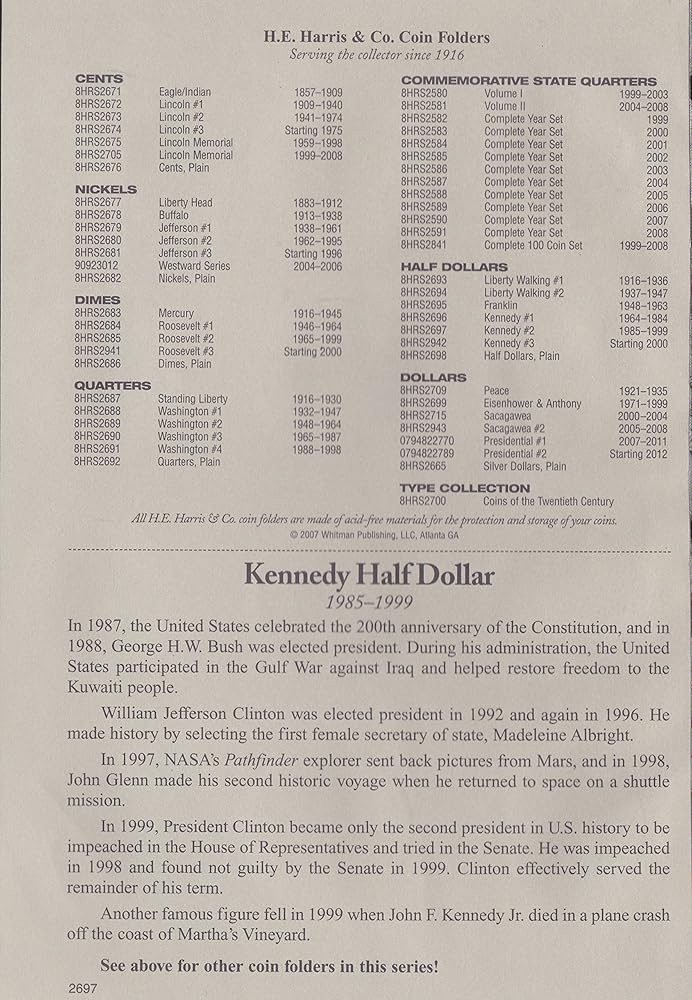 H.E. Harris & Co. Coin Folders
Serving the collector since 1916
CENTS
8HRS2671 Eagle/Indian 1857–1909
8HRS2672 Lincoln #1 1909–1940
8HRS2673 Lincoln #2 1941–1974
8HRS2674 Lincoln #3 Starting 1975
8HRS2675 Lincoln Memorial 1959–1998
8HRS2705 Lincoln Memorial 1999–2008
8HRS2676 Cents, Plain
NICKELS
8HRS2677 Liberty Head 1883–1912
8HRS2678 Buffalo 1913–1938
8HRS2679 Jefferson #1 1938–1961
8HRS2680 Jefferson #2 1962–1995
8HRS2681 Jefferson #3 Starting 1996
90923012 Westward Series 2004–2006
8HRS2682 Nickels, Plain
DIMES
8HRS2683 Mercury 1916–1945
8HRS2684 Roosevelt #1 1946–1964
8HRS2685 Roosevelt #2 1965–1999
8HRS2941 Roosevelt #3 Starting 2000
8HRS2686 Dimes, Plain
QUARTERS
8HRS2687 Standing Liberty 1916–1930
8HRS2688 Washington #1 1932–1947
8HRS2689 Washington #2 1948–1964
8HRS2690 Washington #3 1965–1987
8HRS2691 Washington #4 1988–1998
8HRS2692 Quarters, Plain
COMMEMORATIVE STATE QUARTERS
8HRS2580 Volume I 1999–2003
8HRS2581 Volume II 2004–2008
8HRS2582 Complete Year Set 1999
8HRS2583 Complete Year Set 2000
8HRS2584 Complete Year Set 2001
8HRS2585 Complete Year Set 2002
8HRS2586 Complete Year Set 2003
8HRS2587 Complete Year Set 2004
8HRS2588 Complete Year Set 2005
8HRS2589 Complete Year Set 2006
8HRS2590 Complete Year Set 2007
8HRS2591 Complete Year Set 2008
8HRS2841 Complete 100 Coin Set 1999–2008
HALF DOLLARS
8HRS2693 Liberty Walking #1 1916–1936
8HRS2694 Liberty Walking #2 1937–1947
8HRS2695 Franklin 1948–1963
8HRS2696 Kennedy #1 1964–1984
8HRS2697 Kennedy #2 1985–1999
8HRS2942 Kennedy #3 Starting 2000
8HRS2698 Half Dollars, Plain
DOLLARS
8HRS2709 Peace 1921–1935
8HRS2699 Eisenhower & Anthony 1971–1999
8HRS2715 Sacagawea 2000–2004
8HRS2943 Sacagawea #2 2005–2008
0794822770 Presidential #1 2007–2011
0794822789 Presidential #2 Starting 2012
8HRS2665 Silver Dollars, Plain
TYPE COLLECTION
8HRS2700 Coins of the Twentieth Century
All H.E. Harris & Co. coin folders are made of acid-free materials for the protection and storage of your coins.
© 2007 Whitman Publishing, LLC, Atlanta GA
Kennedy Half Dollar
1985–1999
In 1987, the United States celebrated the 200th anniversary of the Constitution, and in
1988, George H.W. Bush was elected president. During his administration, the United
States participated in the Gulf War against Iraq and helped restore freedom to the
Kuwaiti people.
William Jefferson Clinton was elected president in 1992 and again in 1996. He
made history by selecting the first female secretary of state, Madeleine Albright.
In 1997, NASA's Pathfinder explorer sent back pictures from Mars, and in 1998,
John Glenn made his second historic voyage when he returned to space on a shuttle
mission.
In 1999, President Clinton became only the second president in U.S. history to be
impeached in the House of Representatives and tried in the Senate. He was impeached
in 1998 and found not guilty by the Senate in 1999. Clinton effectively served the
remainder of his term.
Another famous figure fell in 1999 when John F. Kennedy Jr. died in a plane crash
off the coast of Martha's Vineyard.
See above for other coin folders in this series!
2697